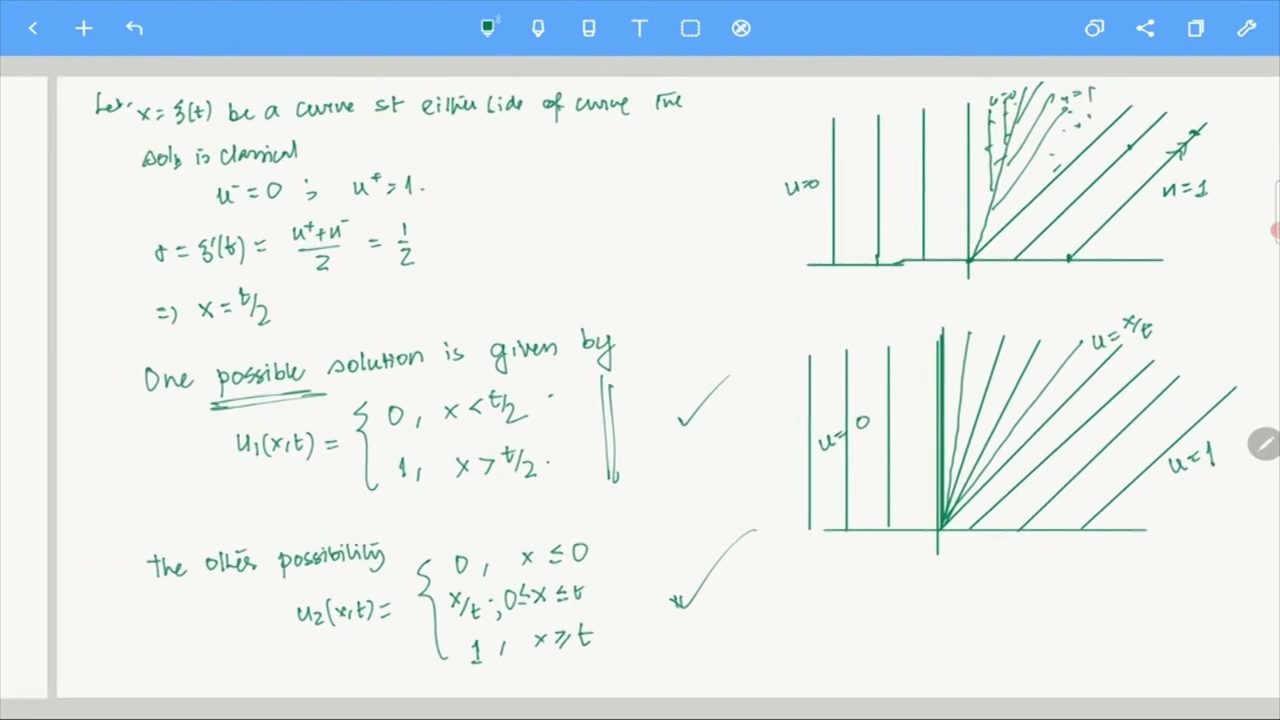 Let x = ξ(t) be a curve st either side of curve the
soln is classical
u⁻ = 0 ; u⁺ = 1.
σ = ξ'(t) = (u⁺ + u⁻)/2 = 1/2
=> x = t/2
One possible solution is given by
u₁(x,t) = { 0, x < t/2 .
1, x > t/2 .
The other possibility
u₂(x,t) = { 0, x ≤ 0
x/t ; 0 ≤ x ≤ t
1, x ≥ t
u=0
u=1
u=0
u=x/t
u=1
T